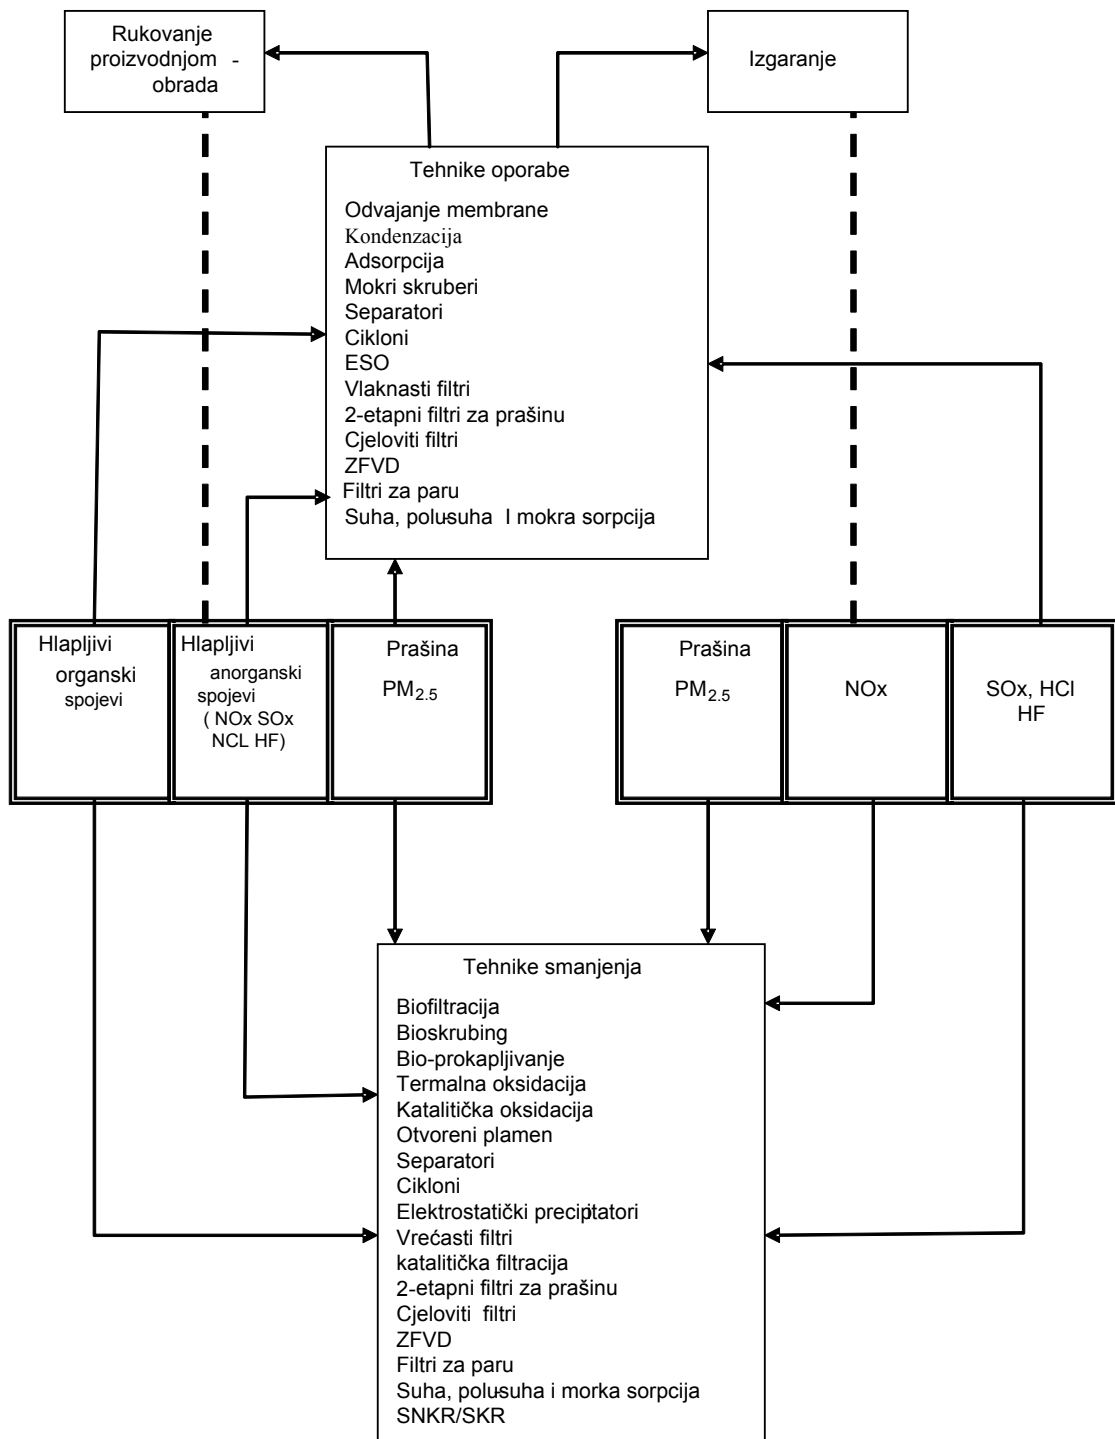 Rukovanje
proizvodnjom -
obrada
Izgaranje
Tehnike oporabe
Odvajanje membrane
Kondenzacija
Adsorpcija
Mokri skruberi
Separatori
Cikloni
ESO
Vlaknasti filtri
2-etapni filtri za prašinu
Cjeloviti filtri
ZFVD
Filtri za paru
Suha, polusuha I mokra sorpcija
Hlapljivi
organski
spojevi
Hlapljivi
anorganski
spojevi
( NOx SOx
NCL HF)
Prašina
PM2.5
Prašina
PM2.5
NOx
SOx, HCl
HF
Tehnike smanjenja
Biofiltracija
Bioskrubing
Bio-prokapljivanje
Termalna oksidacija
Katalitička oksidacija
Otvoreni plamen
Separatori
Cikloni
Elektrostatički precipitatori
Vrećasti filtri
katalitička filtracija
2-etapni filtri za prašinu
Cjeloviti filtri
ZFVD
Filtri za paru
Suha, polusuha i morka sorpcija
SNKR/SKR